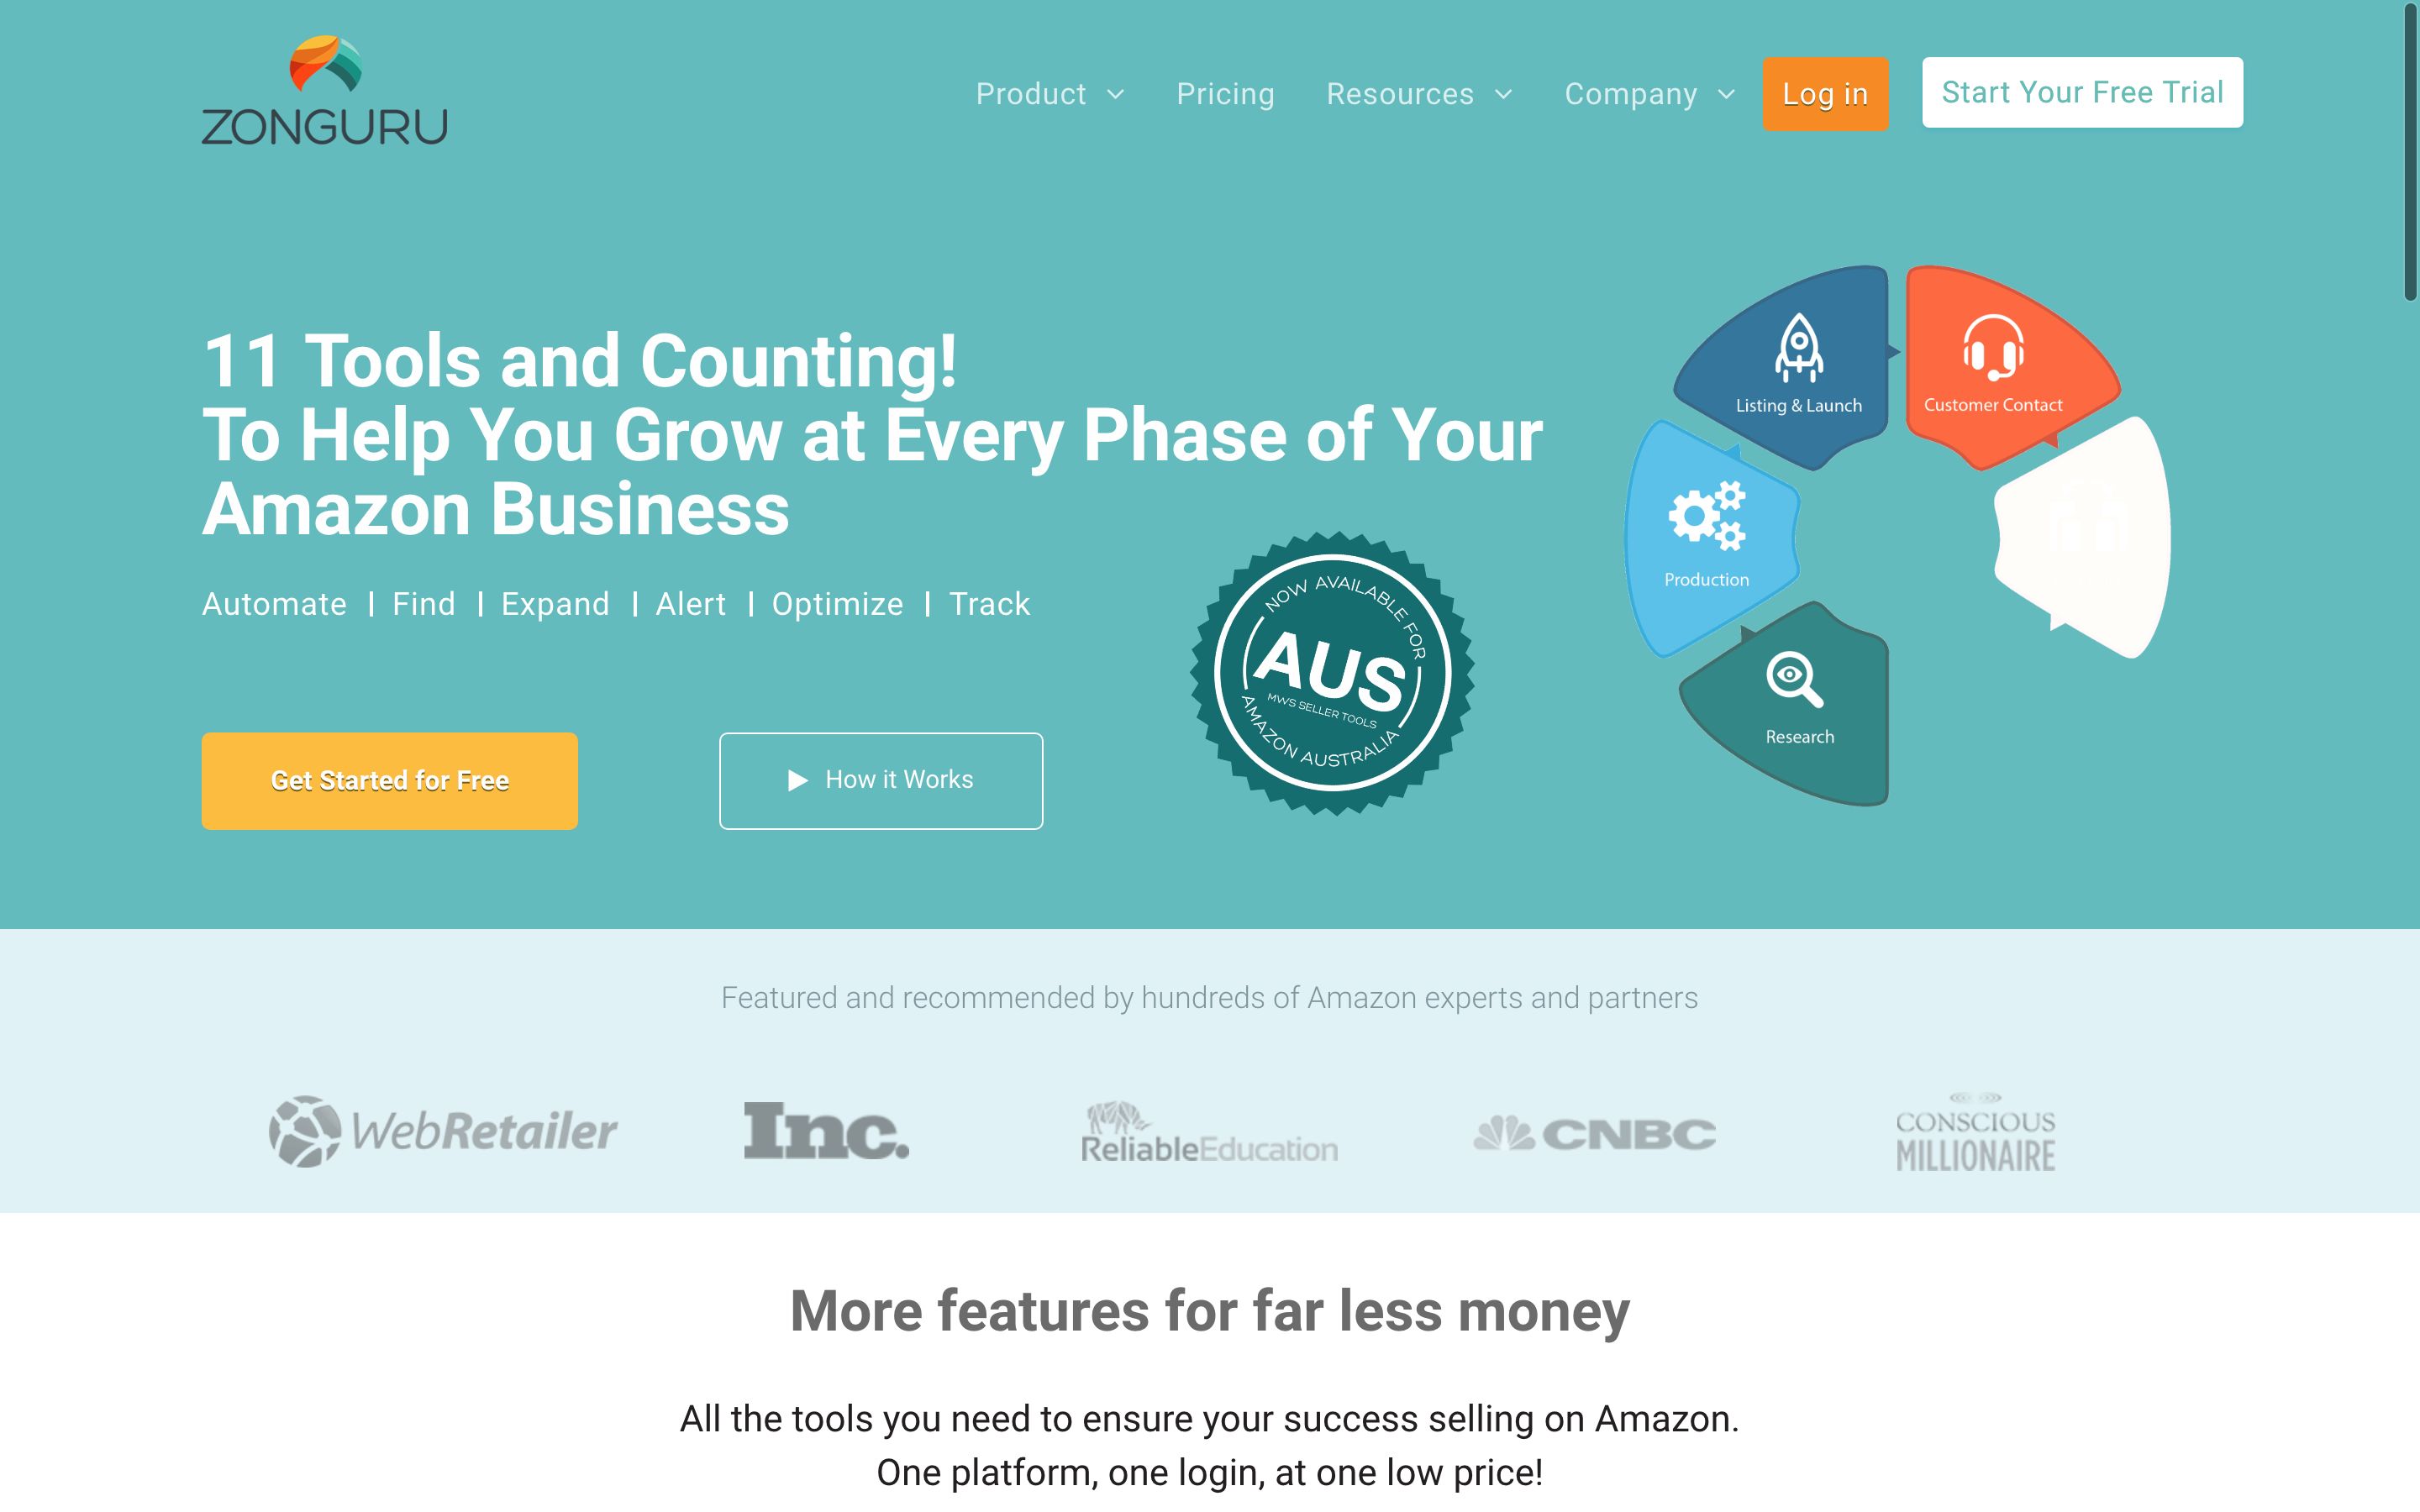 ZONGURU
Product
Pricing
Resources
Company
Log in
Start Your Free Trial
11 Tools and Counting!
To Help You Grow at Every Phase of Your
Amazon Business
Automate | Find | Expand | Alert | Optimize | Track
Get Started for Free
How it Works
NOW AVAILABLE FOR
AUS
MWS SELLER TOOLS
AMAZON AUSTRALIA
Listing & Launch
Customer Contact
Production
Research
Featured and recommended by hundreds of Amazon experts and partners
WebRetailer
Inc.
ReliableEducation
CNBC
CONSCIOUS
MILLIONAIRE
More features for far less money
All the tools you need to ensure your success selling on Amazon.
One platform, one login, at one low price!